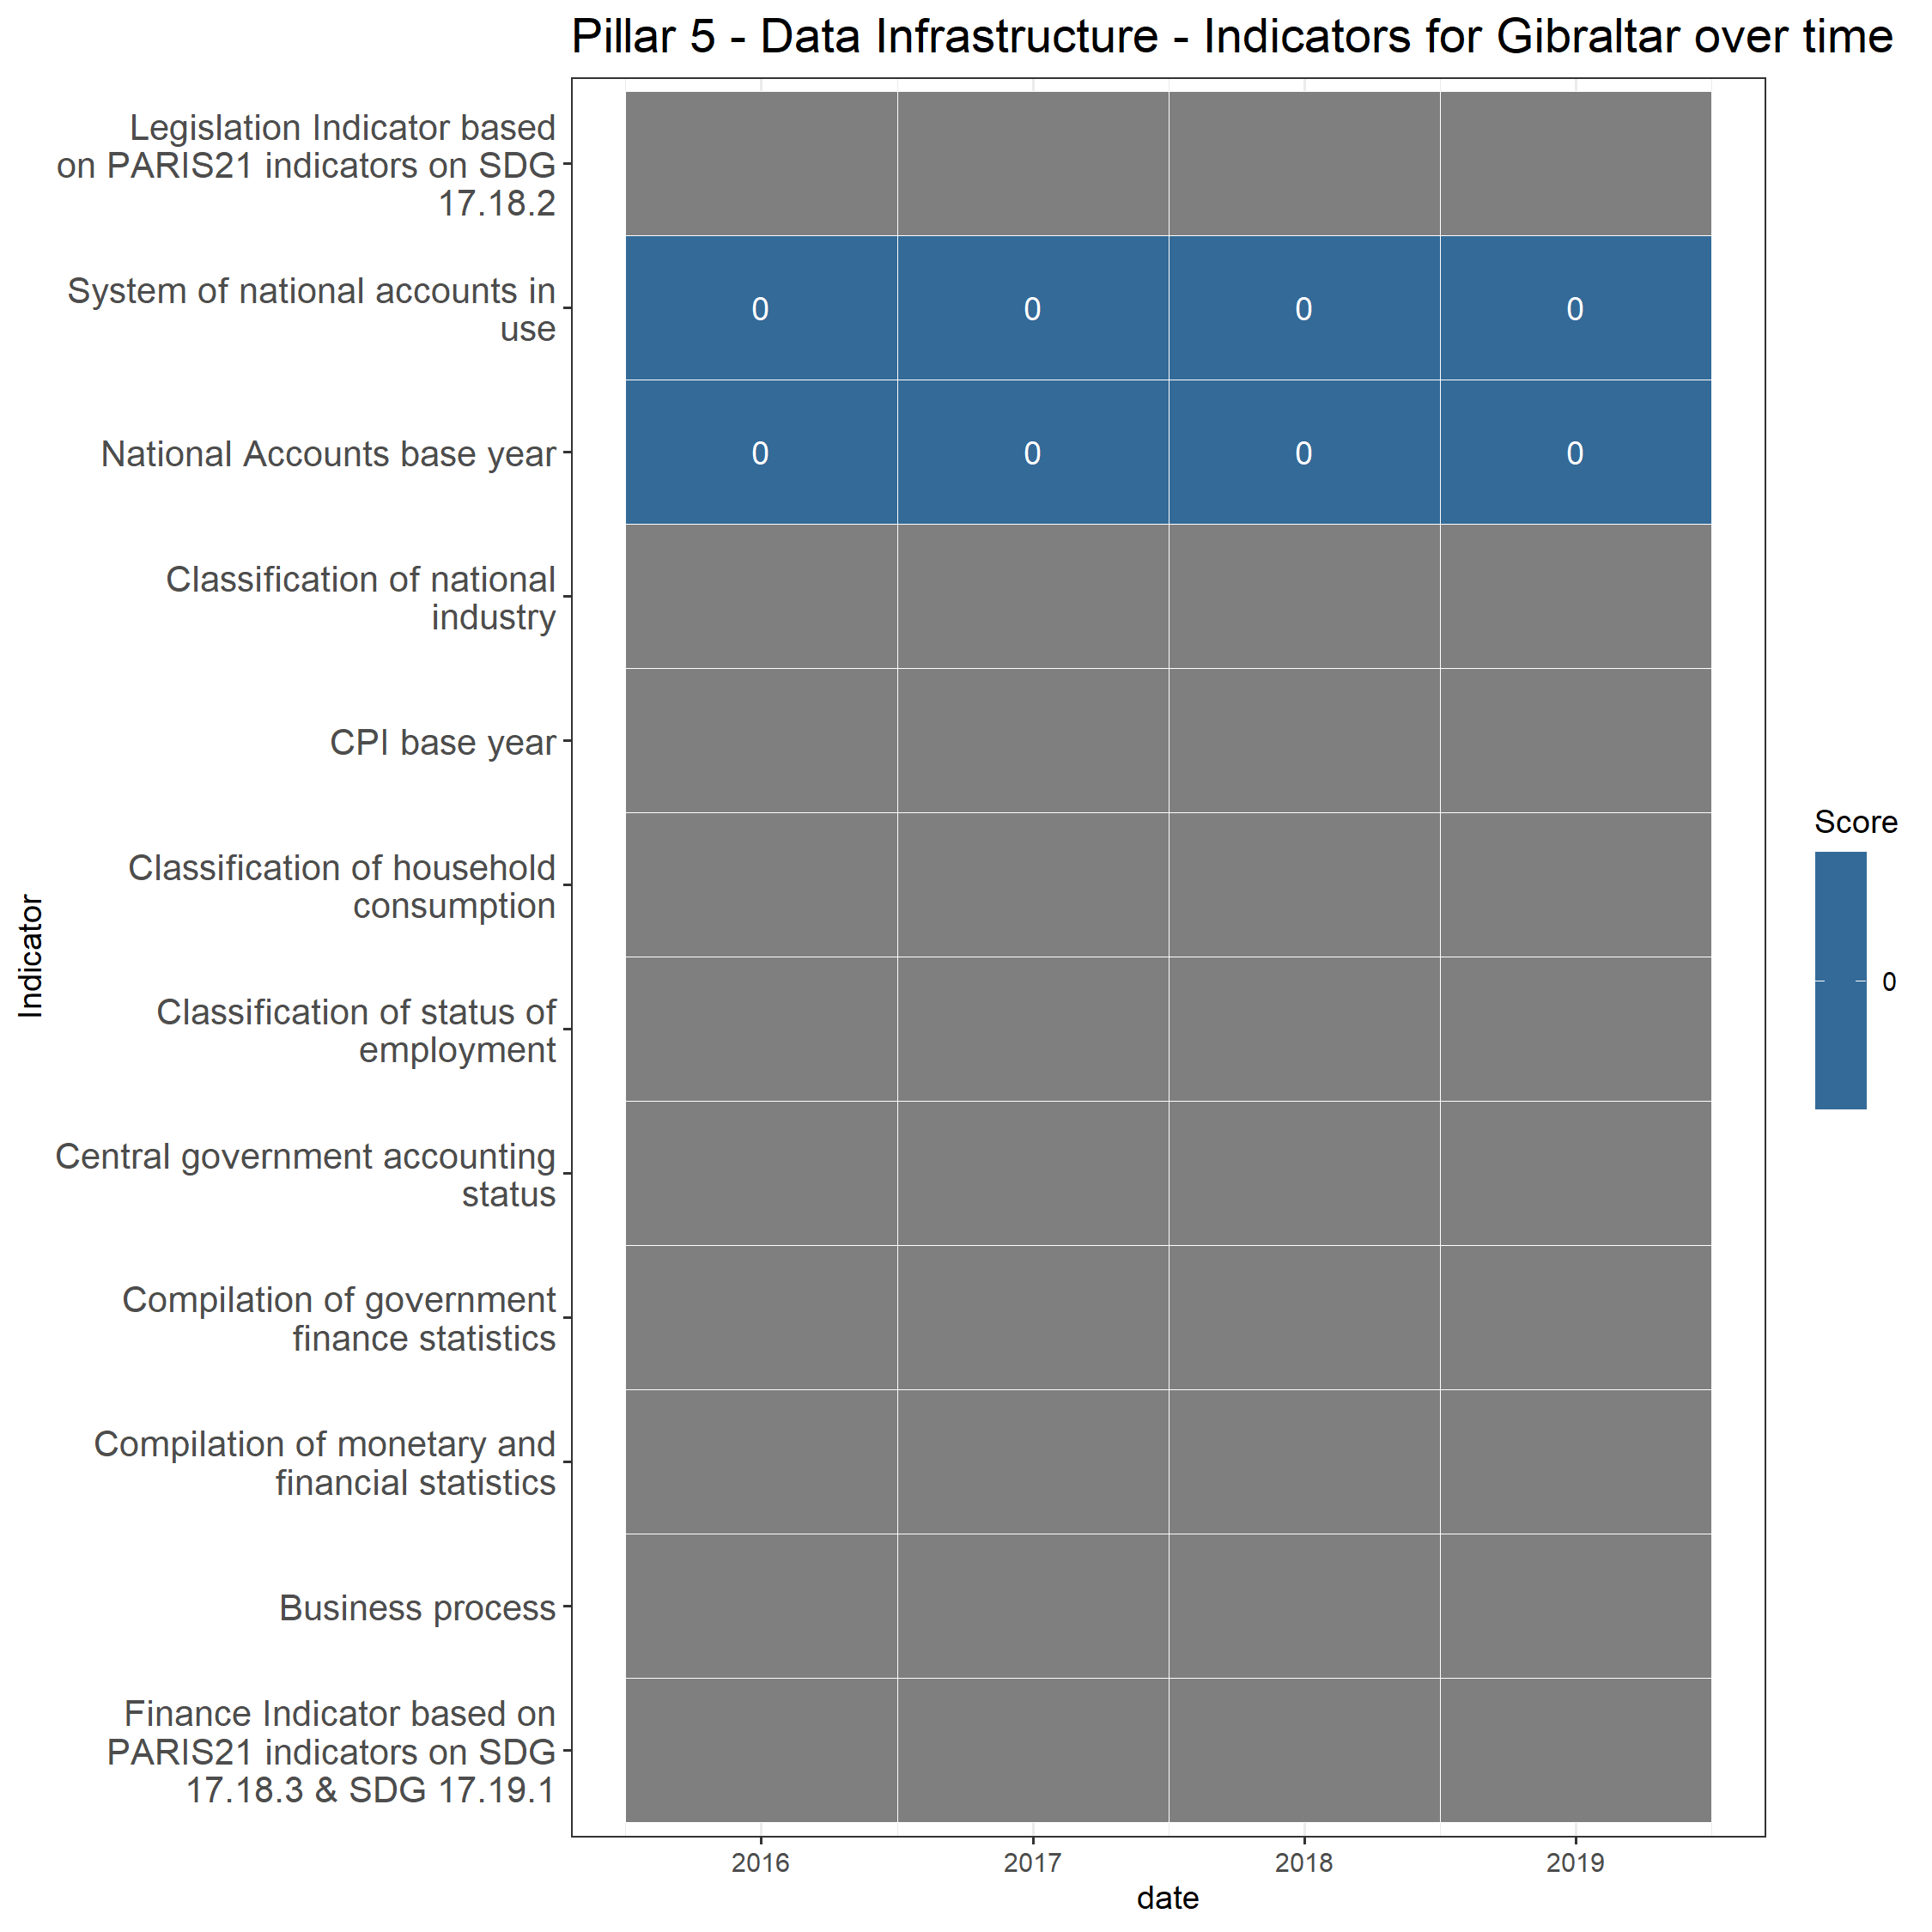 Pillar 5 - Data Infrastructure - Indicators for Gibraltar over time
Legislation Indicator based
on PARIS21 indicators on SDG
17.18.2
System of national accounts in
use
0 0 0 0
National Accounts base year
0 0 0 0
Classification of national
industry
CPI base year
Classification of household
consumption
Classification of status of
employment
Central government accounting
status
Compilation of government
finance statistics
Compilation of monetary and
financial statistics
Business process
Finance Indicator based on
PARIS21 indicators on SDG
17.18.3 & SDG 17.19.1
Indicator
2016 2017 2018 2019
date
Score
0